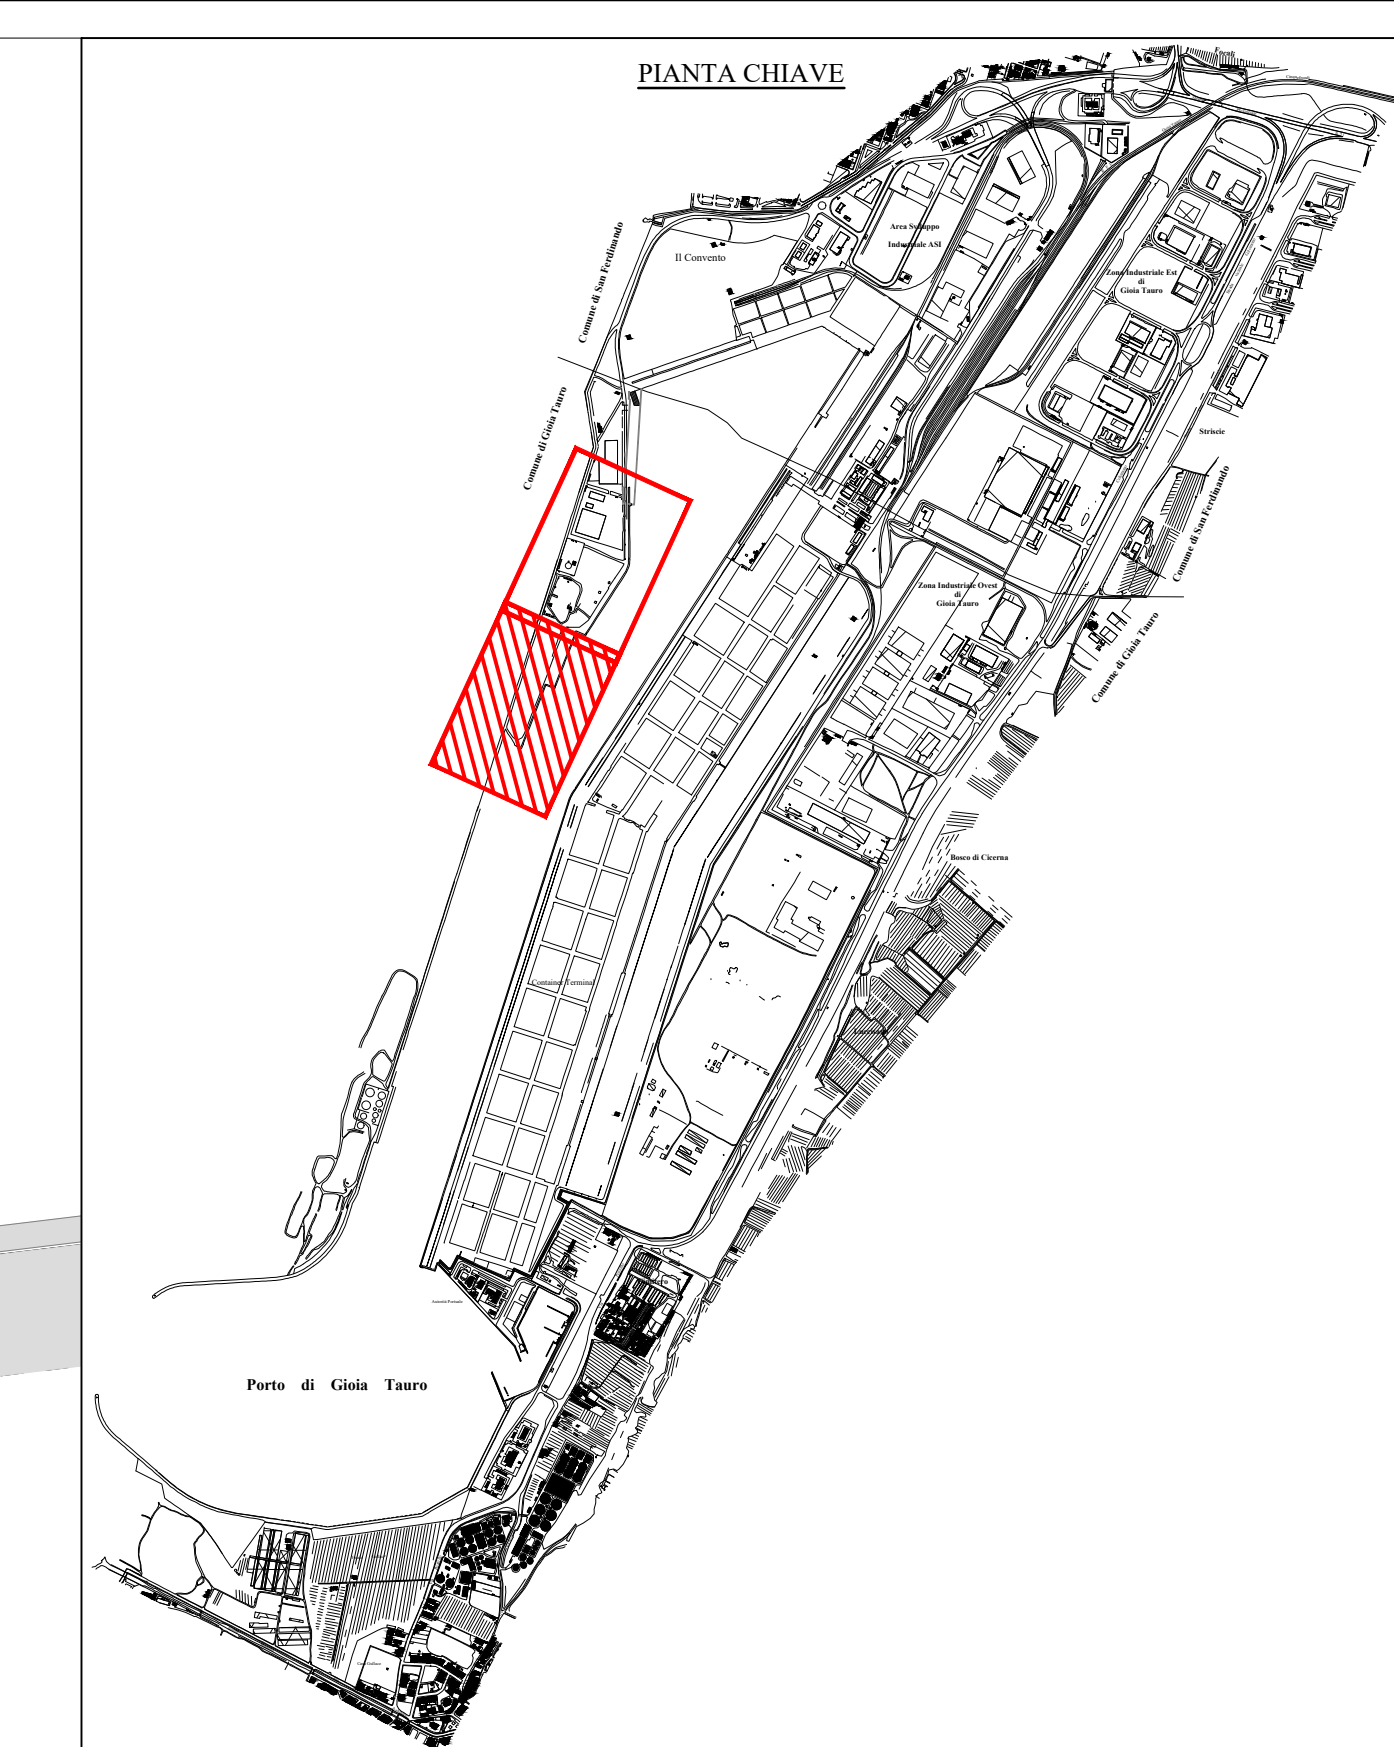 PIANTA CHIAVE
Comune di San Ferdinando
Il Convento
Area Sviluppo
Industriale ASI
Zona Industriale Est
di
Gioia Tauro
Comune di Gioia Tauro
Striscie
Comune di San Ferdinando
Zona Industriale Ovest
di
Gioia Tauro
Comune di Gioia Tauro
Bosco di Cicerna
Container Terminal
Autorità Portuale
Porto di Gioia Tauro